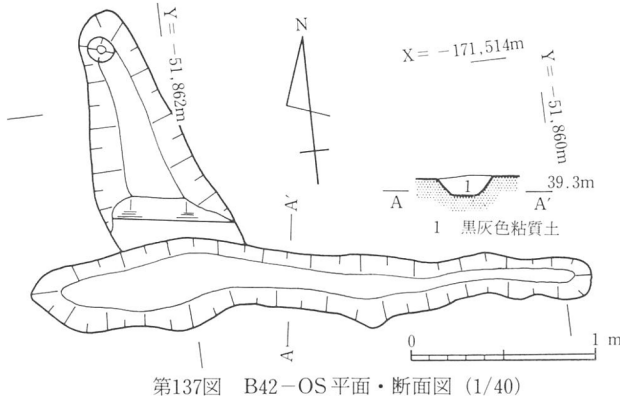 N
Y＝－51,862m
X＝－171,514m
Y＝－51,860m
1
39.3m
A
A′
1 黒灰色粘質土
A′
A
0
1 m
第137図 B42－OS平面・断面図（1/40）